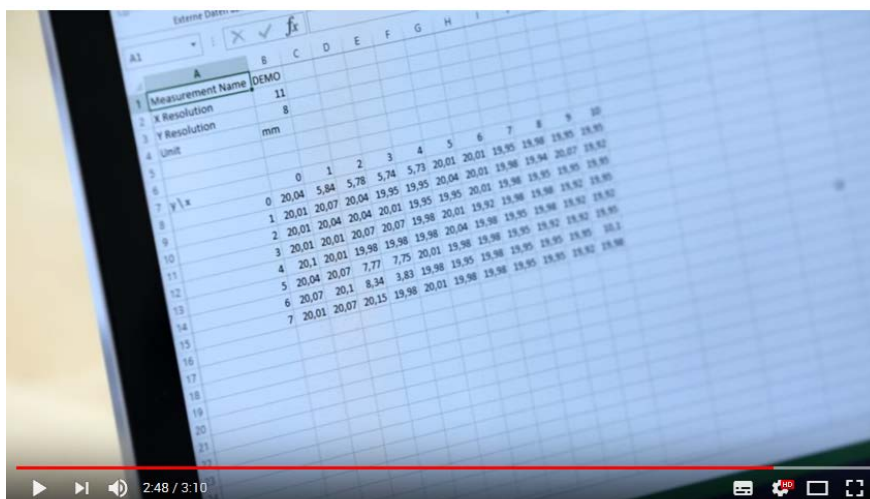 Externe Daten
A1 fx
A B C D E F G H I
1 Measurement Name DEMO
2 X Resolution 11
3 Y Resolution 8
4 Unit mm
5
6 0 1 2 3 4 5 6 7 8 9 10
7 y\x 0 20,04 5,84 5,78 5,74 5,73 20,01 20,01 19,95 19,98 19,95 19,95
8 1 20,01 20,07 20,04 19,95 19,95 20,04 20,01 19,98 19,94 20,07 19,92
9 2 20,01 20,04 20,04 20,01 19,95 19,95 20,01 19,98 19,95 19,95 19,95
10 3 20,01 20,01 20,07 20,07 19,98 20,01 19,92 19,98 19,98 19,92 19,95
11 4 20,1 20,01 19,98 19,98 19,98 20,04 19,98 19,95 19,98 19,92 19,92
12 5 20,04 20,07 7,77 7,75 20,01 19,98 19,98 19,95 19,92 19,92 19,95
13 6 20,07 20,1 8,34 3,83 19,98 19,95 19,98 19,95 19,95 19,95 10,1
14 7 20,01 20,07 20,15 19,98 20,01 19,98 19,98 19,95 19,95 19,92 19,98
15
16
17
18
19
20
21
2:48 / 3:10 HD